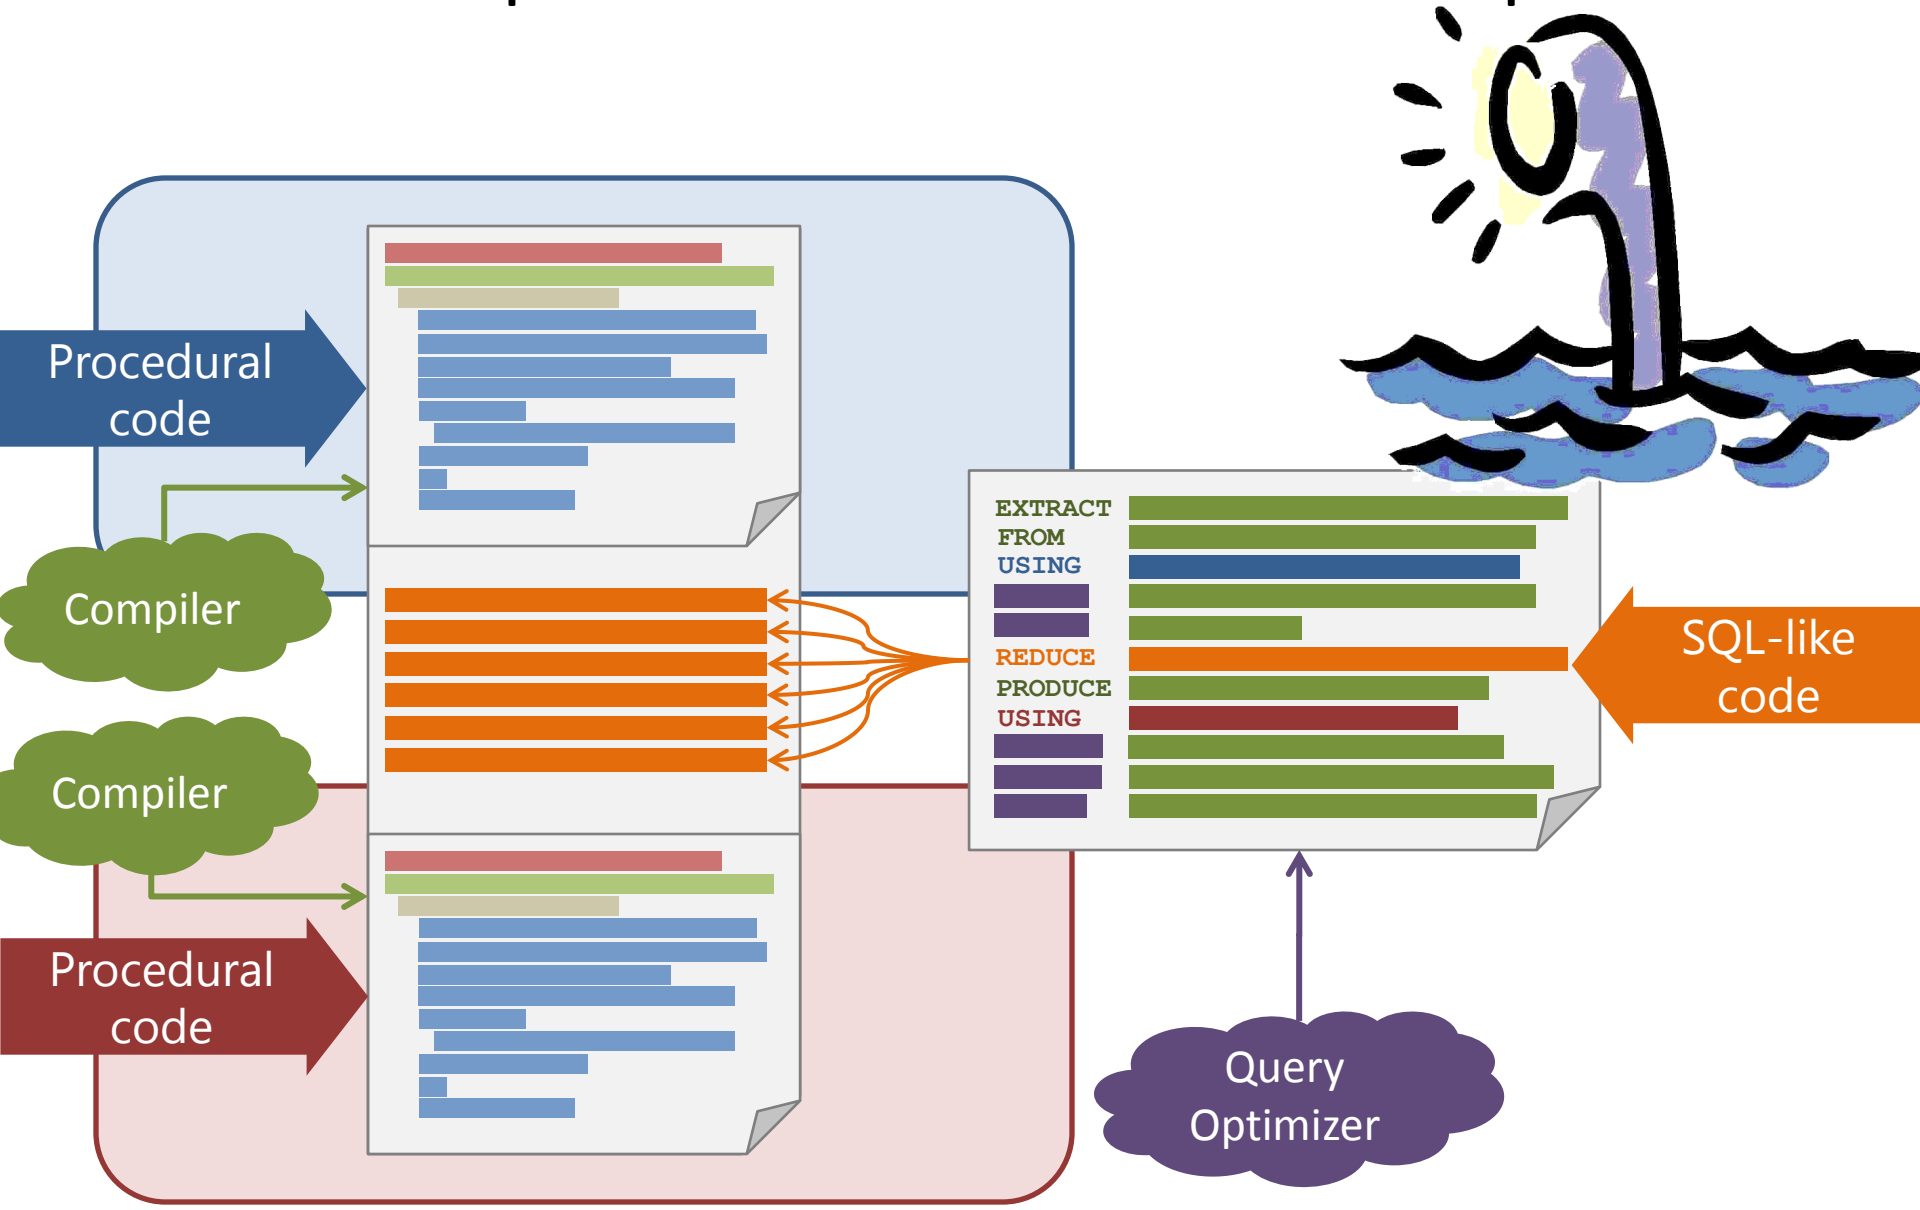 Procedural
code
Compiler
Compiler
Procedural
code
EXTRACT
FROM
USING
REDUCE
PRODUCE
USING
SQL-like
code
Query
Optimizer